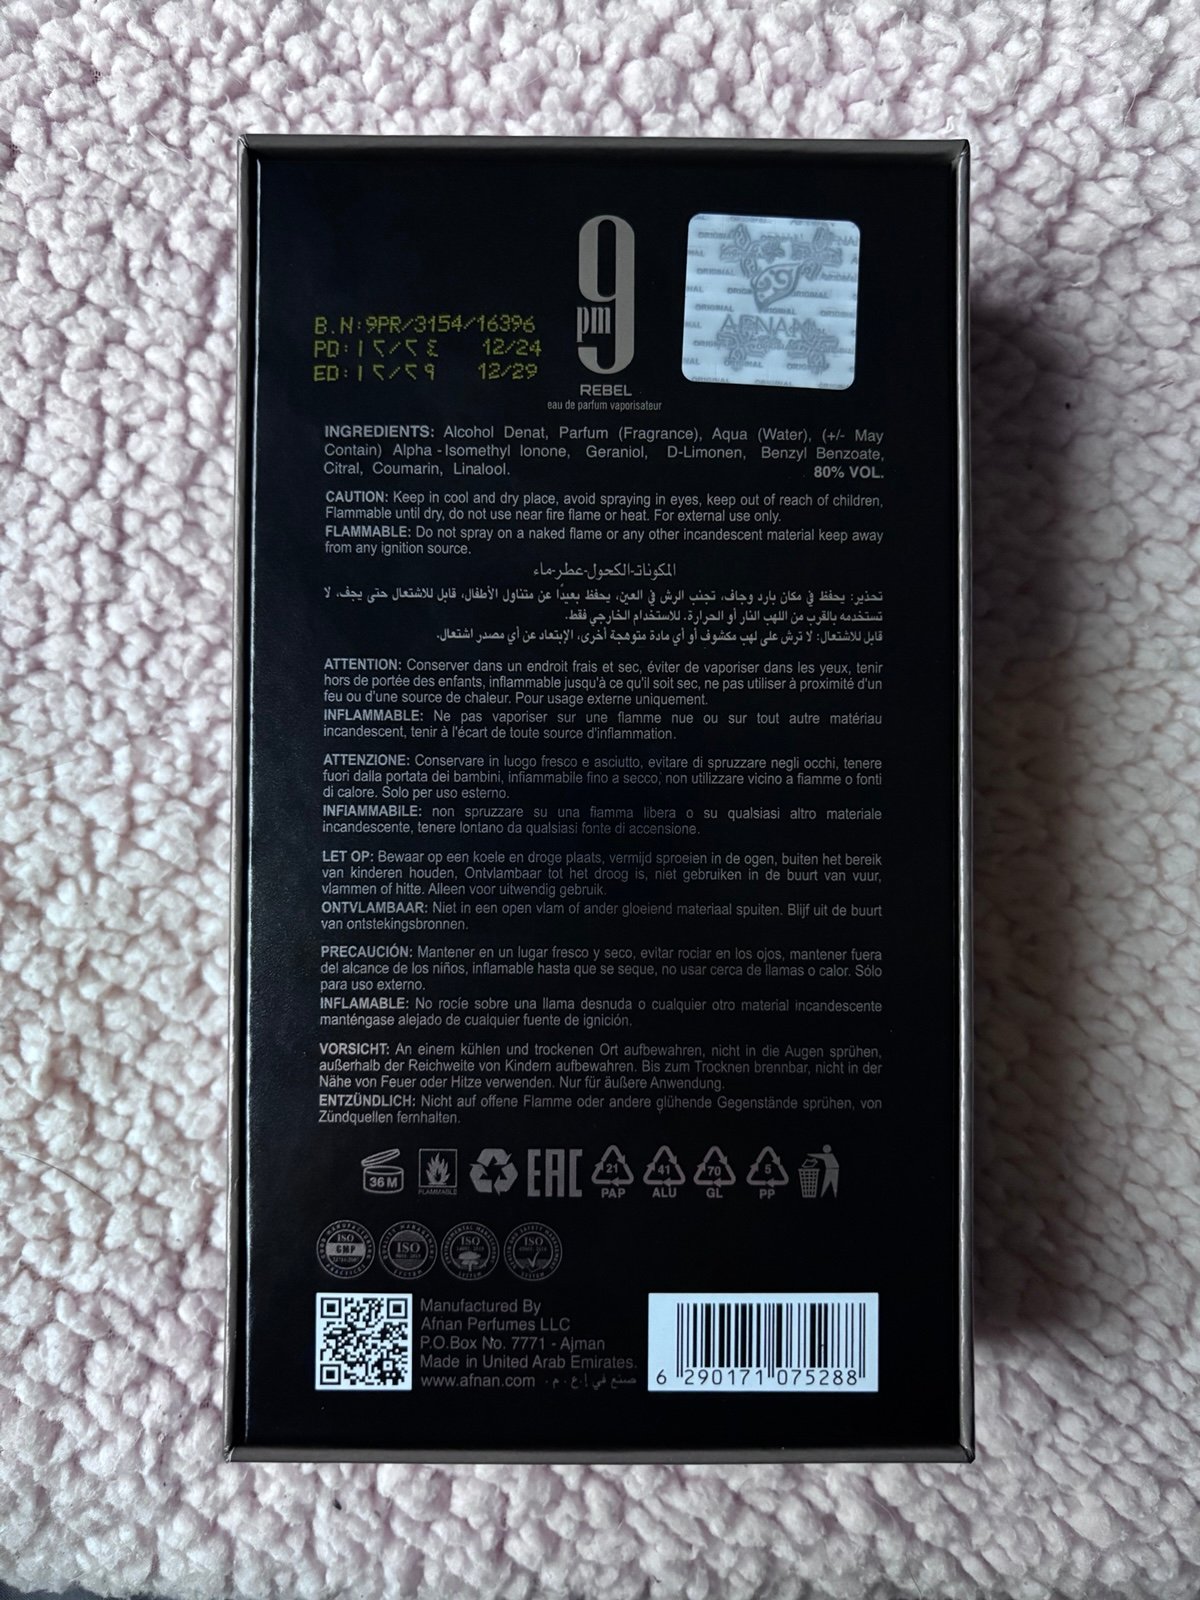 9
pm
REBEL
eau de parfum vaporisateur
ORIGINAL
AFNAN
B.N:9PR/3154/16396
PD:١٢/٢٤ 12/24
ED:١٢/٢٩ 12/29
INGREDIENTS: Alcohol Denat, Parfum (Fragrance), Aqua (Water), (+/- May
Contain) Alpha - Isomethyl Ionone, Geraniol, D-Limonen, Benzyl Benzoate,
Citral, Coumarin, Linalool. 80% VOL.
CAUTION: Keep in cool and dry place, avoid spraying in eyes, keep out of reach of children,
Flammable until dry, do not use near fire flame or heat. For external use only.
FLAMMABLE: Do not spray on a naked flame or any other incandescent material keep away
from any ignition source.
المكونات-الكحول-عطر-ماء
تحذير: يحفظ في مكان بارد وجاف، تجنب الرش في العين، يحفظ بعيدًا عن متناول الأطفال، قابل للاشتعال حتى يجف، لا
تستخدمه بالقرب من اللهب النار أو الحرارة. للاستخدام الخارجي فقط.
قابل للاشتعال: لا ترش على لهب مكشوف أو أي مادة متوهجة أخرى، الإبتعاد عن أي مصدر اشتعال.
ATTENTION: Conserver dans un endroit frais et sec, éviter de vaporiser dans les yeux, tenir
hors de portée des enfants, inflammable jusqu'à ce qu'il soit sec, ne pas utiliser à proximité d'un
feu ou d'une source de chaleur. Pour usage externe uniquement.
INFLAMMABLE: Ne pas vaporiser sur une flamme nue ou sur tout autre matériau
incandescent, tenir à l'écart de toute source d'inflammation.
ATTENZIONE: Conservare in luogo fresco e asciutto, evitare di spruzzare negli occhi, tenere
fuori dalla portata dei bambini, infiammabile fino a secco, non utilizzare vicino a fiamme o fonti
di calore. Solo per uso esterno.
INFIAMMABILE: non spruzzare su una fiamma libera o su qualsiasi altro materiale
incandescente, tenere lontano da qualsiasi fonte di accensione.
LET OP: Bewaar op een koele en droge plaats, vermijd sproeien in de ogen, buiten het bereik
van kinderen houden, Ontvlambaar tot het droog is, niet gebruiken in de buurt van vuur,
vlammen of hitte. Alleen voor uitwendig gebruik.
ONTVLAMBAAR: Niet in een open vlam of ander gloeiend materiaal spuiten. Blijf uit de buurt
van ontstekingsbronnen.
PRECAUCIÓN: Mantener en un lugar fresco y seco, evitar rociar en los ojos, mantener fuera
del alcance de los niños, inflamable hasta que se seque, no usar cerca de llamas o calor. Sólo
para uso externo.
INFLAMABLE: No rocíe sobre una llama desnuda o cualquier otro material incandescente
manténgase alejado de cualquier fuente de ignición.
VORSICHT: An einem kühlen und trockenen Ort aufbewahren, nicht in die Augen sprühen,
außerhalb der Reichweite von Kindern aufbewahren. Bis zum Trocknen brennbar, nicht in der
Nähe von Feuer oder Hitze verwenden. Nur für äußere Anwendung.
ENTZÜNDLICH: Nicht auf offene Flamme oder andere glühende Gegenstände sprühen, von
Zündquellen fernhalten.
36 M FLAMMABLE EAC 21 PAP 41 ALU 70 GL 5 PP
ISO GMP ISO ISO ISO
Manufactured By
Afnan Perfumes LLC
P.O.Box No. 7771 - Ajman
Made in United Arab Emirates.
www.afnan.com صنع في إ.ع.م.
6 290171 075288